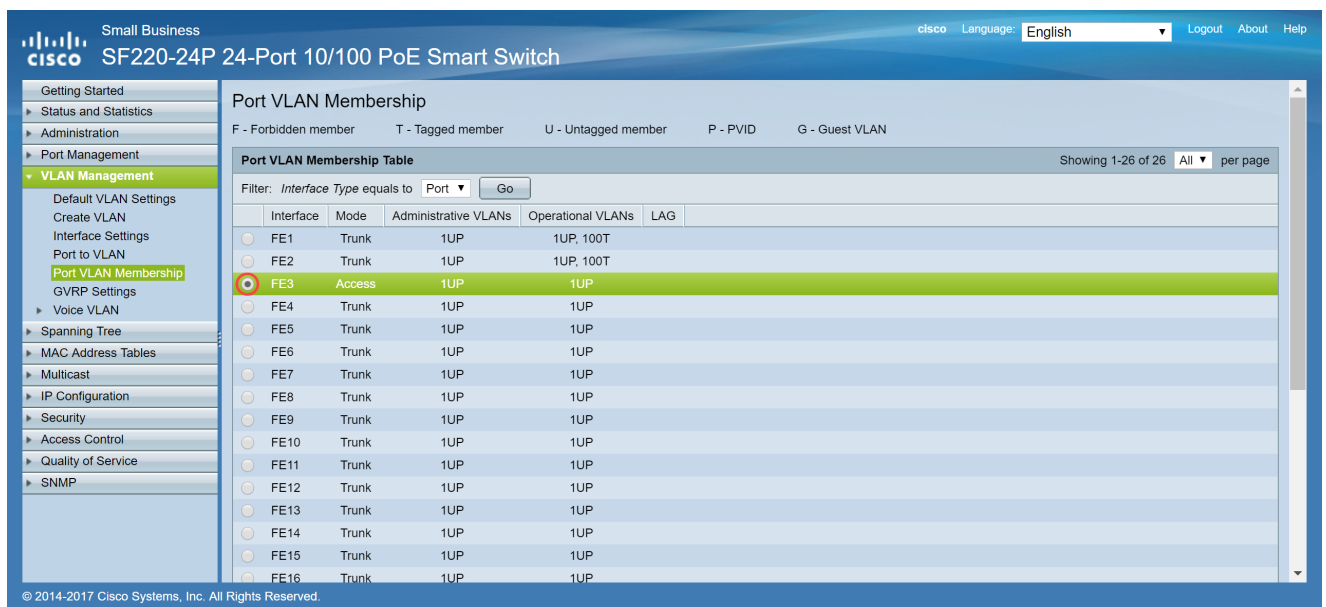 Small Business
cisco Language: English Logout About Help
CISCO SF220-24P 24-Port 10/100 PoE Smart Switch
Getting Started
Status and Statistics
Administration
Port Management
VLAN Management
Default VLAN Settings
Create VLAN
Interface Settings
Port to VLAN
Port VLAN Membership
GVRP Settings
Voice VLAN
Spanning Tree
MAC Address Tables
Multicast
IP Configuration
Security
Access Control
Quality of Service
SNMP
Port VLAN Membership
F - Forbidden member T - Tagged member U - Untagged member P - PVID G - Guest VLAN
Port VLAN Membership Table Showing 1-26 of 26 All per page
Filter: Interface Type equals to Port Go
Interface Mode Administrative VLANs Operational VLANs LAG
FE1 Trunk 1UP 1UP, 100T
FE2 Trunk 1UP 1UP, 100T
FE3 Access 1UP 1UP
FE4 Trunk 1UP 1UP
FE5 Trunk 1UP 1UP
FE6 Trunk 1UP 1UP
FE7 Trunk 1UP 1UP
FE8 Trunk 1UP 1UP
FE9 Trunk 1UP 1UP
FE10 Trunk 1UP 1UP
FE11 Trunk 1UP 1UP
FE12 Trunk 1UP 1UP
FE13 Trunk 1UP 1UP
FE14 Trunk 1UP 1UP
FE15 Trunk 1UP 1UP
FE16 Trunk 1UP 1UP
© 2014-2017 Cisco Systems, Inc. All Rights Reserved.